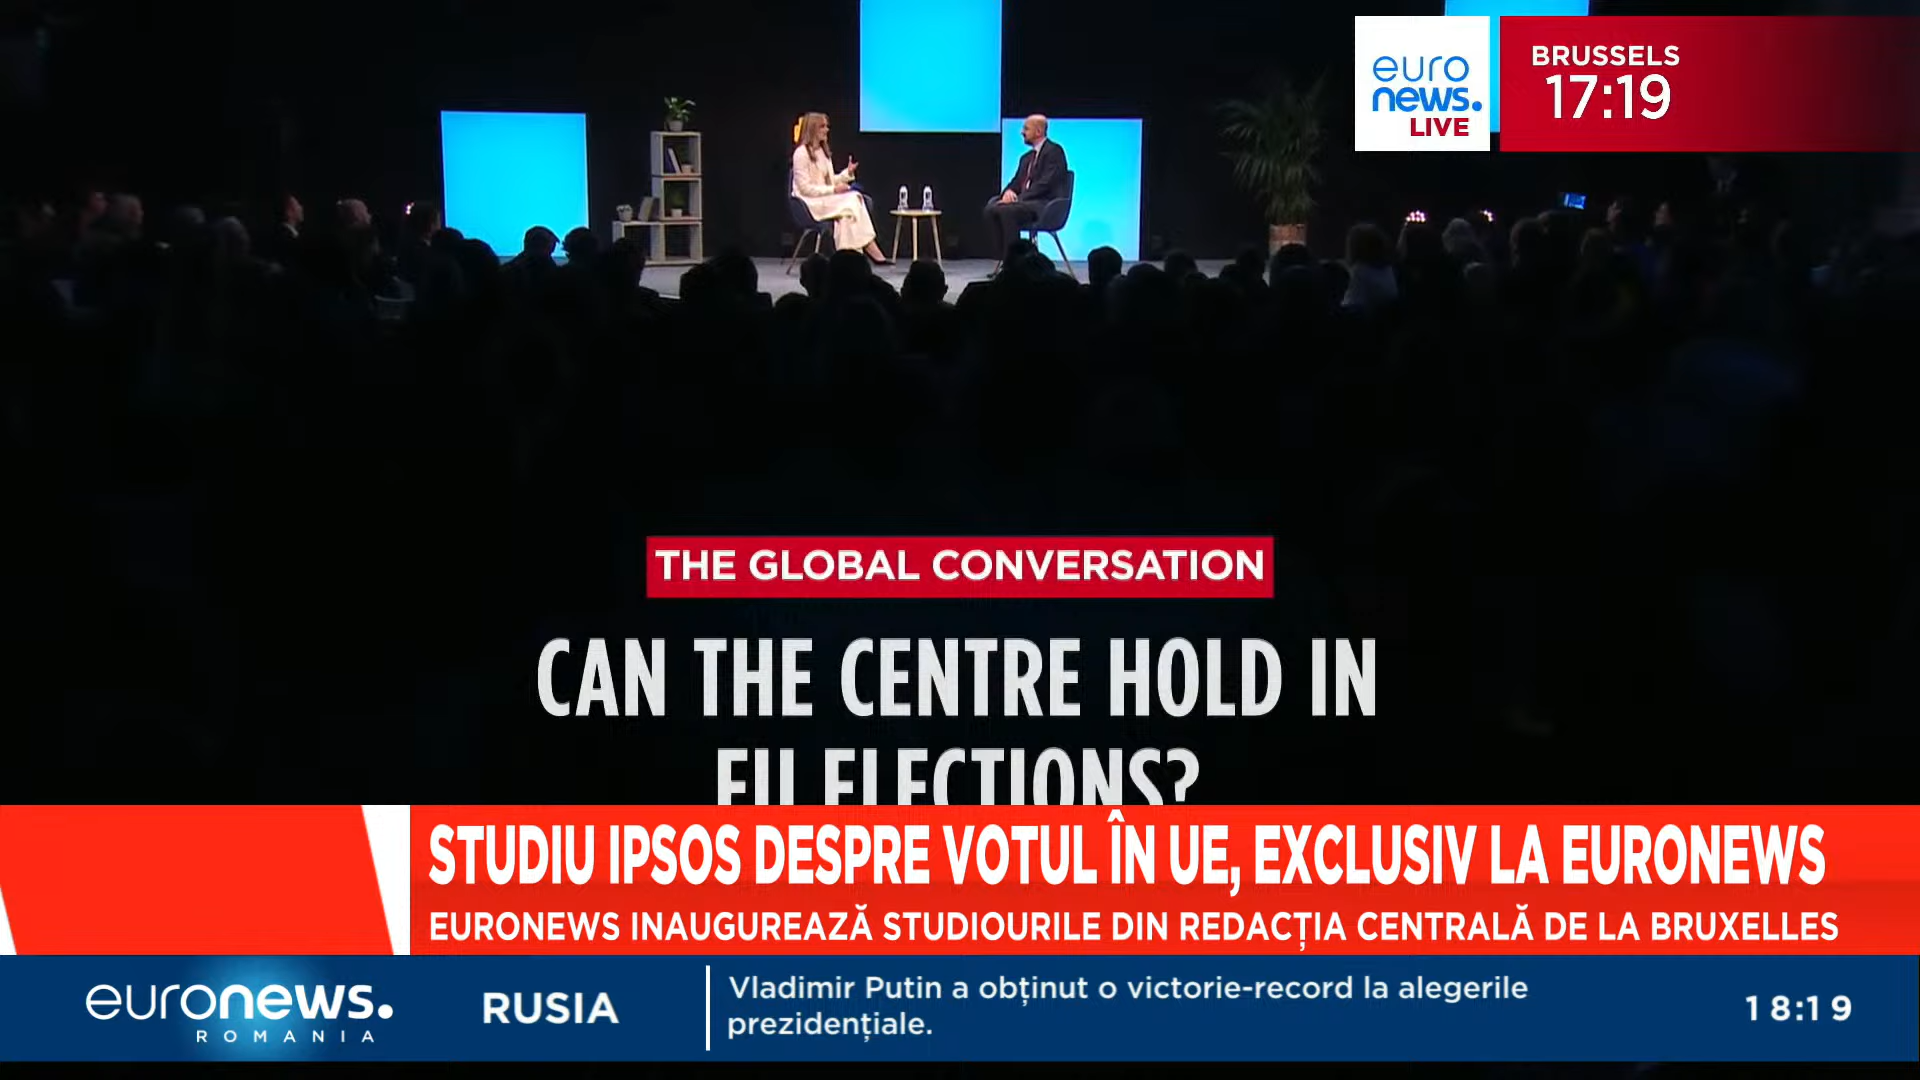 euro
news.
LIVE
BRUSSELS
17:19
THE GLOBAL CONVERSATION
CAN THE CENTRE HOLD IN
EU ELECTIONS?
STUDIU IPSOS DESPRE VOTUL ÎN UE, EXCLUSIV LA EURONEWS
EURONEWS INAUGUREAZĂ STUDIOURILE DIN REDACȚIA CENTRALĂ DE LA BRUXELLES
euronews.
ROMANIA
RUSIA
Vladimir Putin a obținut o victorie-record la alegerile
prezidențiale.
18:19